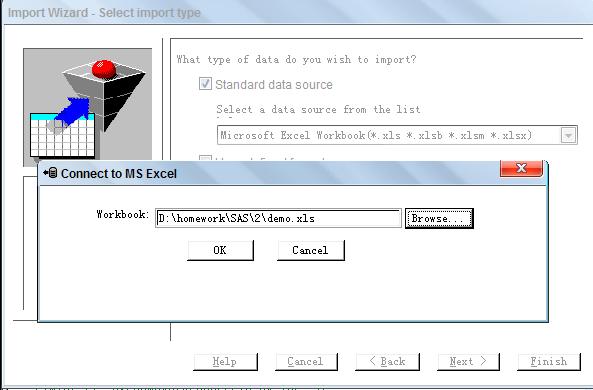 Import Wizard - Select import type
What type of data do you wish to import?
Standard data source
Select a data source from the list
Microsoft Excel Workbook(*.xls *.xlsb *.xlsm *.xlsx)
Connect to MS Excel
Workbook: D:\homework\SAS\2\demo.xls Browse...
OK Cancel
Help Cancel < Back Next > Finish